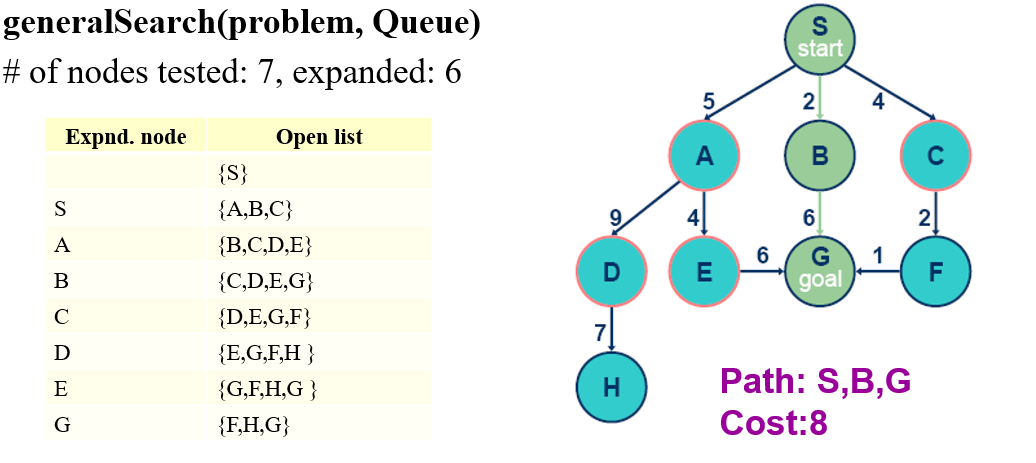 generalSearch(problem, Queue)
# of nodes tested: 7, expanded: 6
Expnd. node Open list
{S}
S {A,B,C}
A {B,C,D,E}
B {C,D,E,G}
C {D,E,G,F}
D {E,G,F,H }
E {G,F,H,G }
G {F,H,G}
S
start
5 2 4
A B C
9 4 6 2
D E 6 G 1 F
goal
7
H
Path: S,B,G
Cost:8